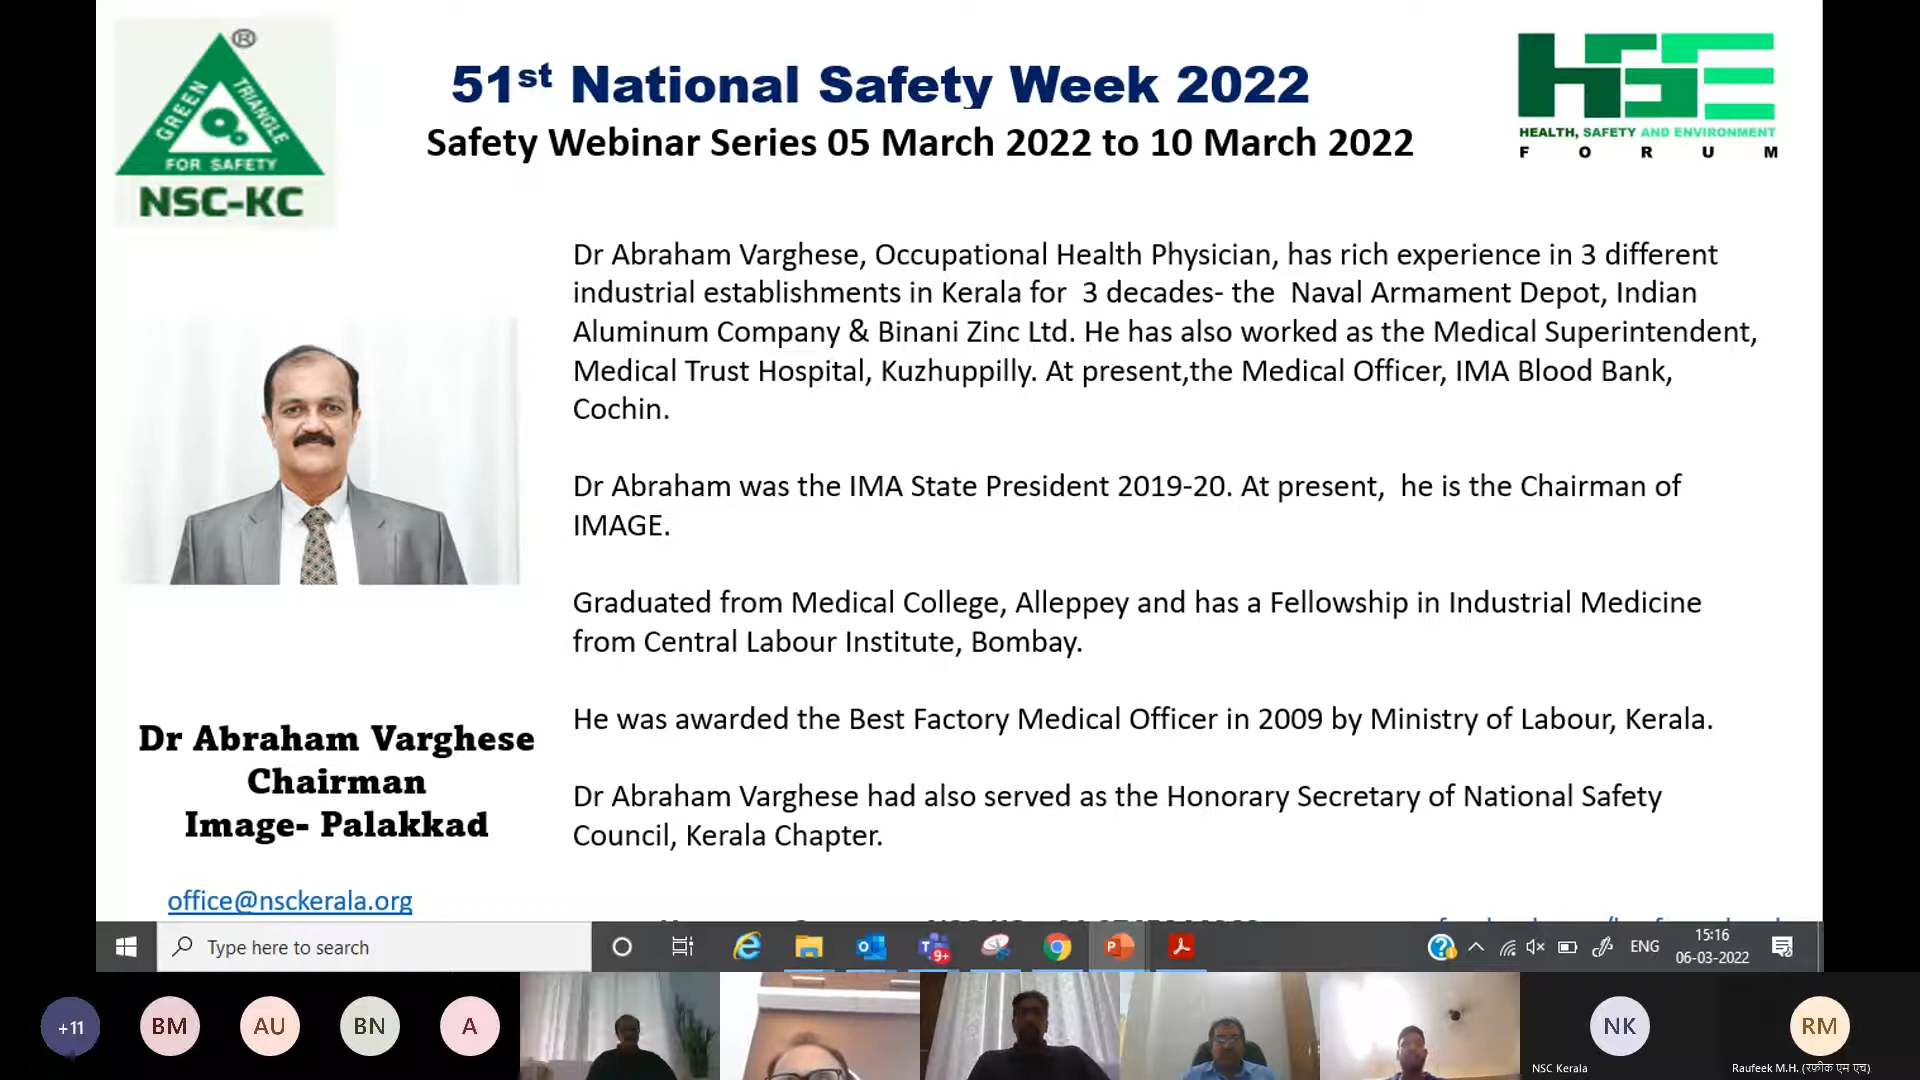 ®
GREEN TRIANGLE
FOR SAFETY
NSC-KC
51st National Safety Week 2022
Safety Webinar Series 05 March 2022 to 10 March 2022
HSE
HEALTH, SAFETY AND ENVIRONMENT
F O R U M
Dr Abraham Varghese, Occupational Health Physician, has rich experience in 3 different
industrial establishments in Kerala for 3 decades- the Naval Armament Depot, Indian
Aluminum Company & Binani Zinc Ltd. He has also worked as the Medical Superintendent,
Medical Trust Hospital, Kuzhuppilly. At present,the Medical Officer, IMA Blood Bank,
Cochin.
Dr Abraham was the IMA State President 2019-20. At present, he is the Chairman of
IMAGE.
Graduated from Medical College, Alleppey and has a Fellowship in Industrial Medicine
from Central Labour Institute, Bombay.
He was awarded the Best Factory Medical Officer in 2009 by Ministry of Labour, Kerala.
Dr Abraham Varghese had also served as the Honorary Secretary of National Safety
Council, Kerala Chapter.
Dr Abraham Varghese
Chairman
Image- Palakkad
office@nsckerala.org
Type here to search
9+
ENG
15:16
06-03-2022
+11
BM
AU
BN
A
NK
NSC Kerala
RM
Raufeek M.H. (रफ़ीक एम एच)